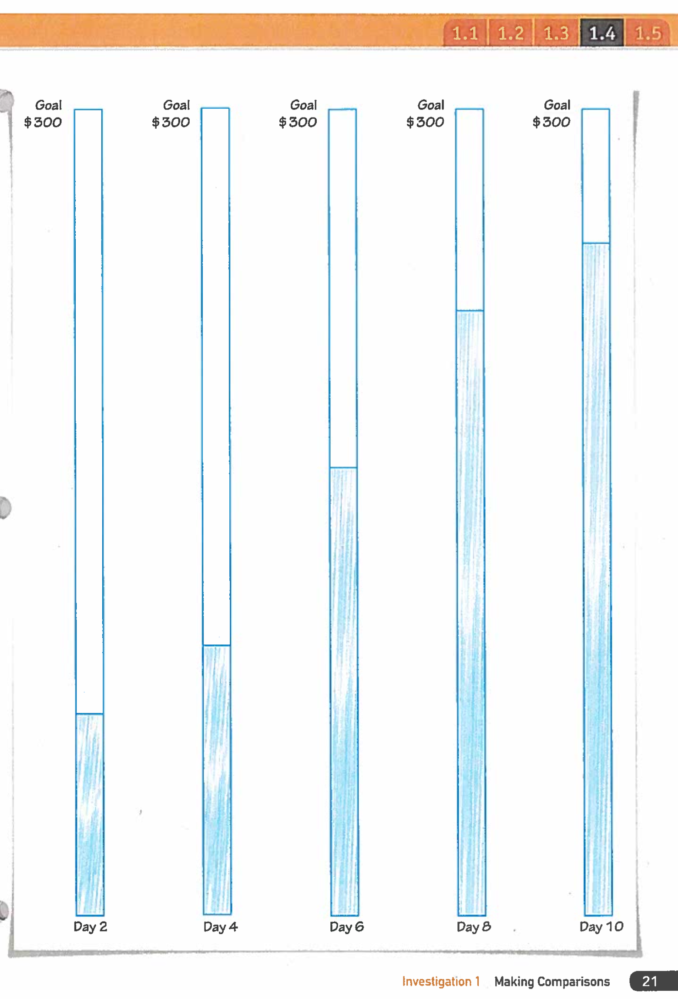 1.1 1.2 1.3 1.4 1.5
Goal Goal Goal Goal Goal
$300 $300 $300 $300 $300
Day 2 Day 4 Day 6 Day 8 Day 10
Investigation 1 Making Comparisons 21